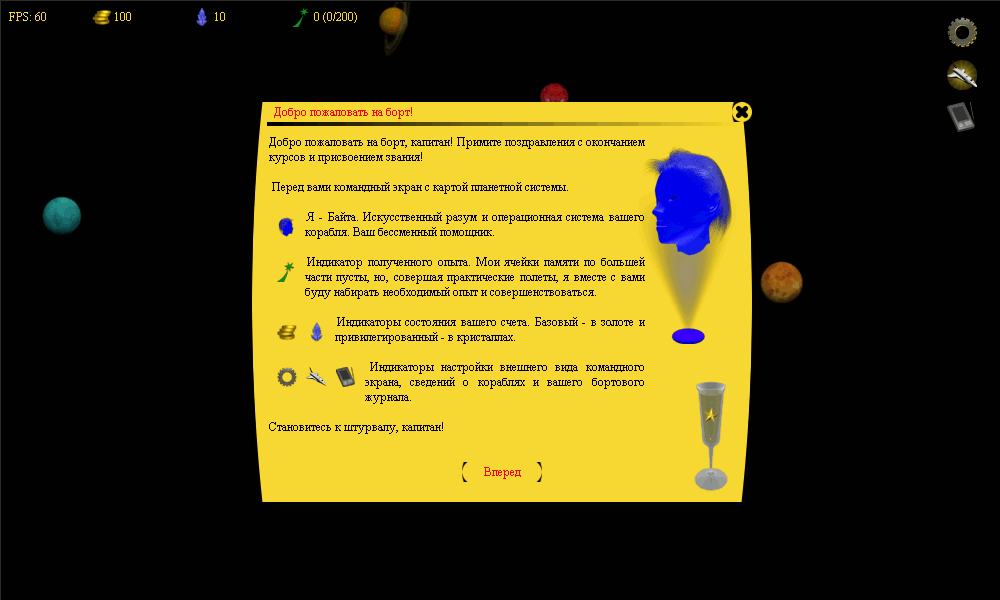 FPS: 60 100 10 0 (0/200)
Добро пожаловать на борт!
Добро пожаловать на борт, капитан! Примите поздравления с окончанием
курсов и присвоением звания!
Перед вами командный экран с картой планетной системы.
Я - Байта. Искусственный разум и операционная система вашего
корабля. Ваш бессменный помощник.
Индикатор полученного опыта. Мои ячейки памяти по большей
части пусты, но, совершая практические полеты, я вместе с вами
буду набирать необходимый опыт и совершенствоваться.
Индикаторы состояния вашего счета. Базовый - в золоте и
привилегированный - в кристаллах.
Индикаторы настройки внешнего вида командного
экрана, сведений о кораблях и вашего бортового
журнала.
Становитесь к штурвалу, капитан!
Вперед